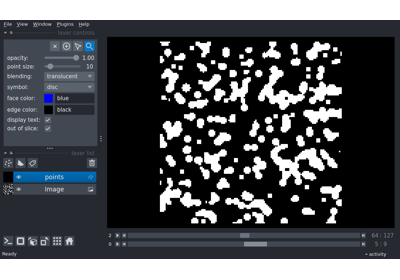 File View Window Plugins Help
layer controls
opacity: 1.00
point size: 10
blending: translucent
symbol: disc
face color: blue
edge color: black
display text:
out of slice:
layer list
points
Image
2 64 127
0 5 9
Ready activity